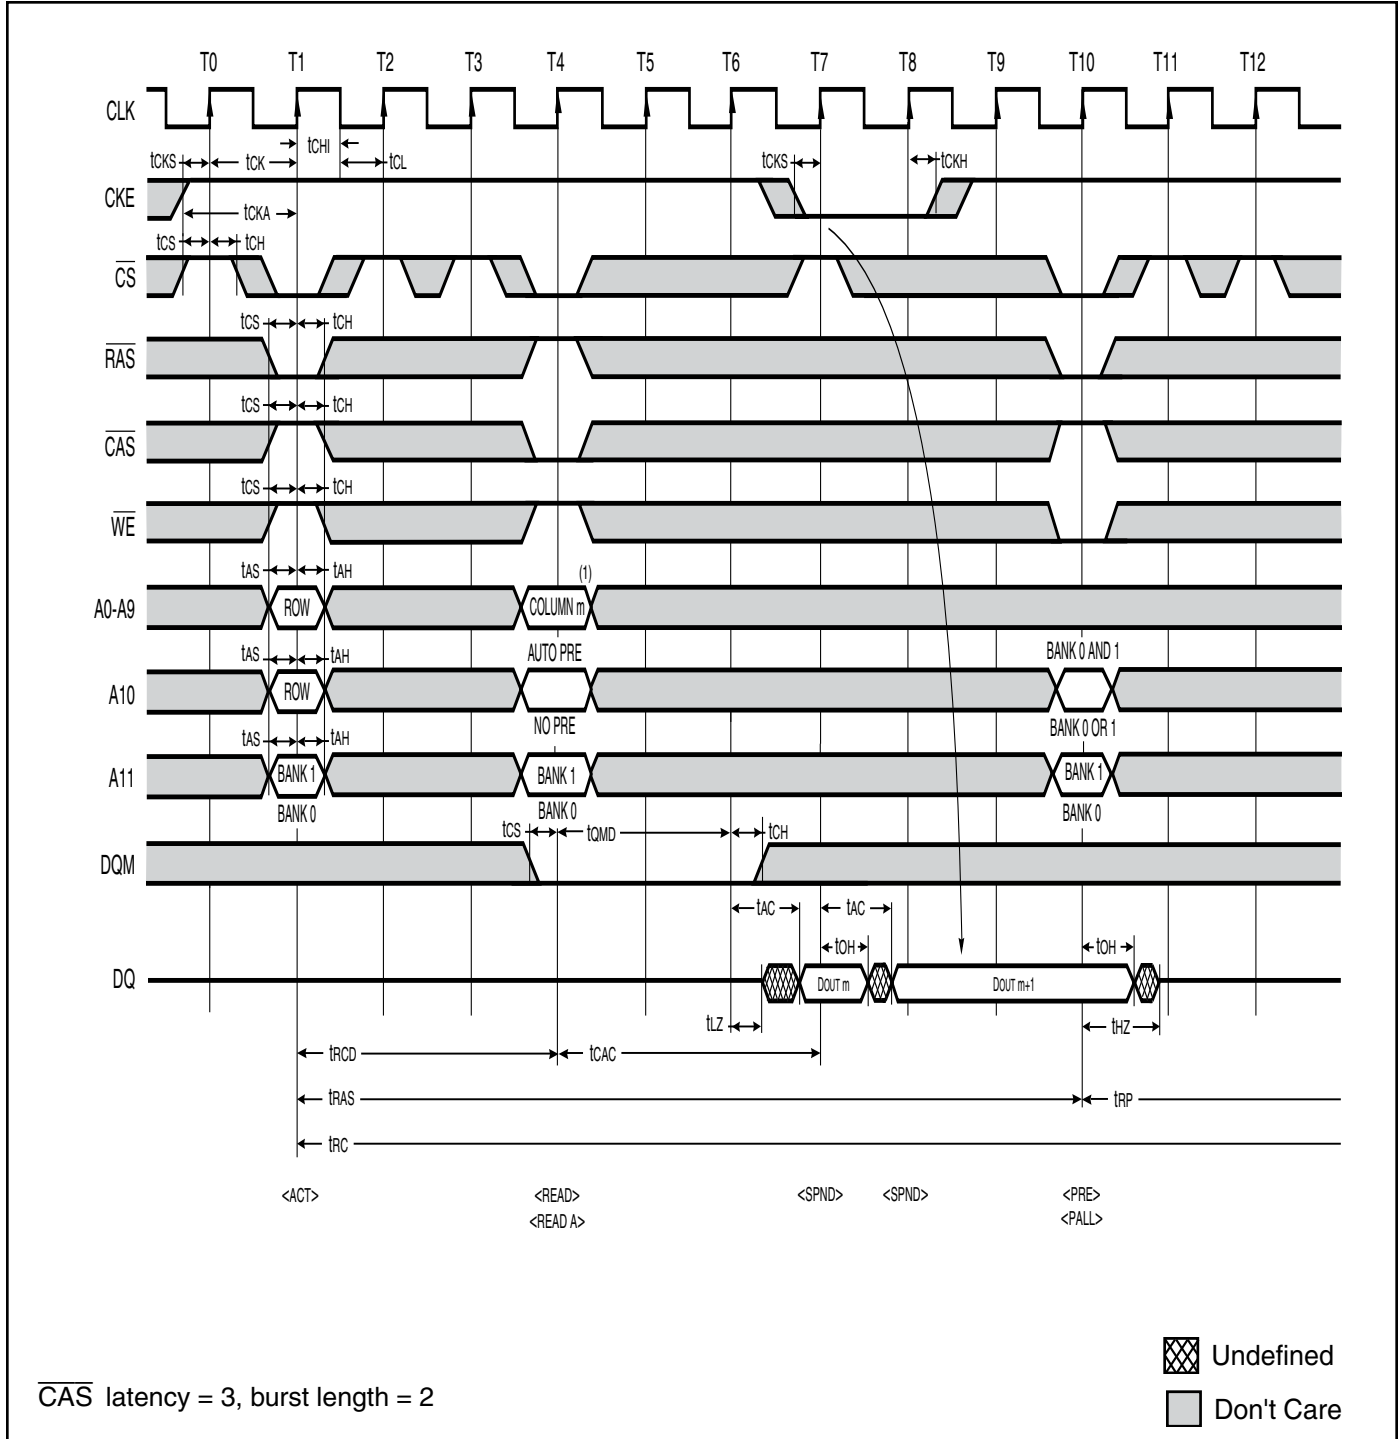 T0 T1 T2 T3 T4 T5 T6 T7 T8 T9 T10 T11 T12
CLK
tCHI
tCKS tCK tCL tCKS tCKH
CKE
tCKA
tCS tCH
CS
tCS tCH
RAS
tCS tCH
CAS
tCS tCH
WE
tAS tAH (1)
A0-A9 ROW COLUMN m
tAS tAH AUTO PRE BANK 0 AND 1
A10 ROW
NO PRE BANK 0 OR 1
tAS tAH
A11 BANK 1 BANK 1 BANK 1
BANK 0 BANK 0 BANK 0
tCS tQMD tCH
DQM
tAC tAC
tOH tOH
DQ DOUT m DOUT m+1
tLZ tHZ
tRCD tCAC
tRAS tRP
tRC
<ACT> <READ> <SPND> <SPND> <PRE>
<READ A> <PALL>
Undefined
CAS latency = 3, burst length = 2
Don't Care